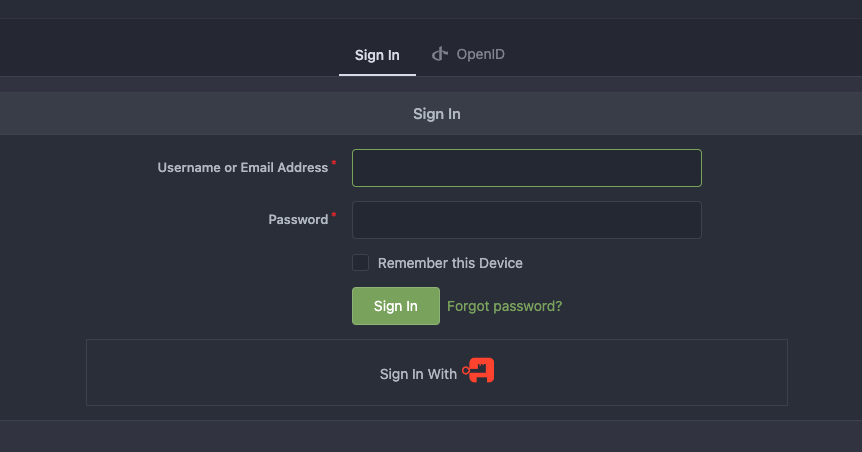 Sign In OpenID
Sign In
Username or Email Address *
Password *
Remember this Device
Sign In Forgot password?
Sign In With